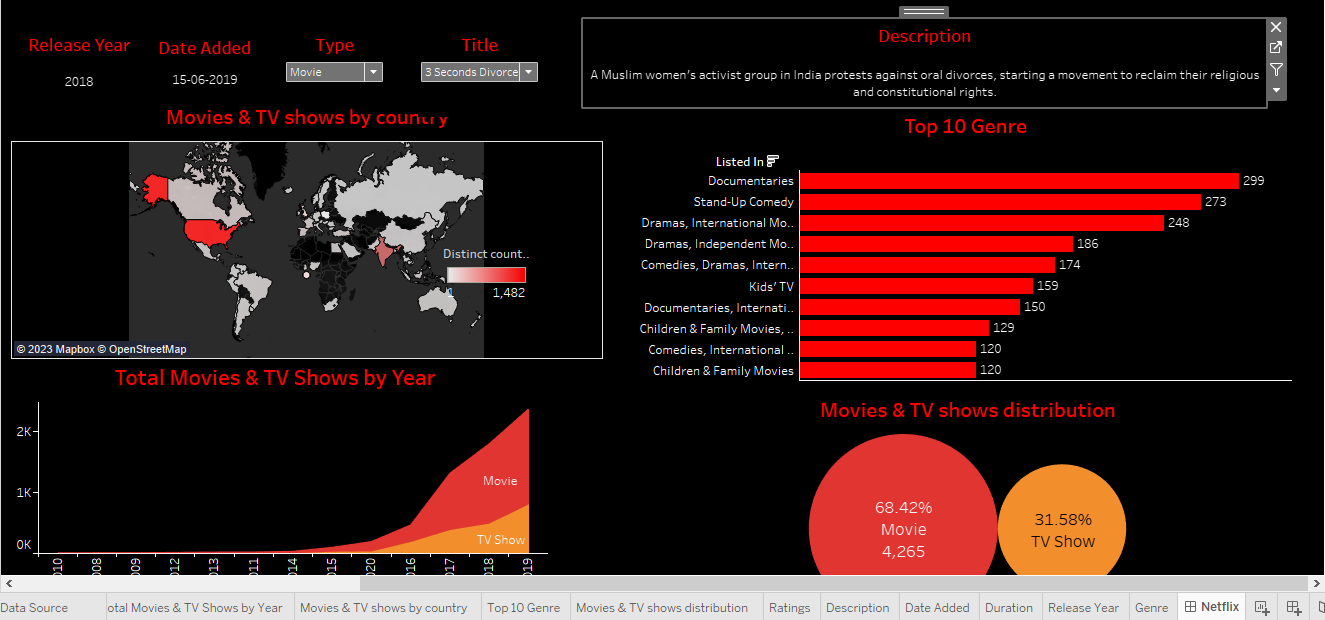 Release Year
2018
Date Added
15-06-2019
Type
Movie
Title
3 Seconds Divorce
Description
A Muslim women's activist group in India protests against oral divorces, starting a movement to reclaim their religious
and constitutional rights.
Movies & TV shows by country
Distinct count..
1
1,482
© 2023 Mapbox © OpenStreetMap
Top 10 Genre
Listed In
Documentaries 299
Stand-Up Comedy 273
Dramas, International Mo.. 248
Dramas, Independent Mo.. 186
Comedies, Dramas, Intern.. 174
Kids' TV 159
Documentaries, Internati.. 150
Children & Family Movies, .. 129
Comedies, International .. 120
Children & Family Movies 120
Total Movies & TV Shows by Year
2K
1K
0K
Movie
TV Show
010
008
009
012
013
011
014
015
020
016
017
018
019
Movies & TV shows distribution
68.42%
Movie
4,265
31.58%
TV Show
Data Source
otal Movies & TV Shows by Year
Movies & TV shows by country
Top 10 Genre
Movies & TV shows distribution
Ratings
Description
Date Added
Duration
Release Year
Genre
Netflix